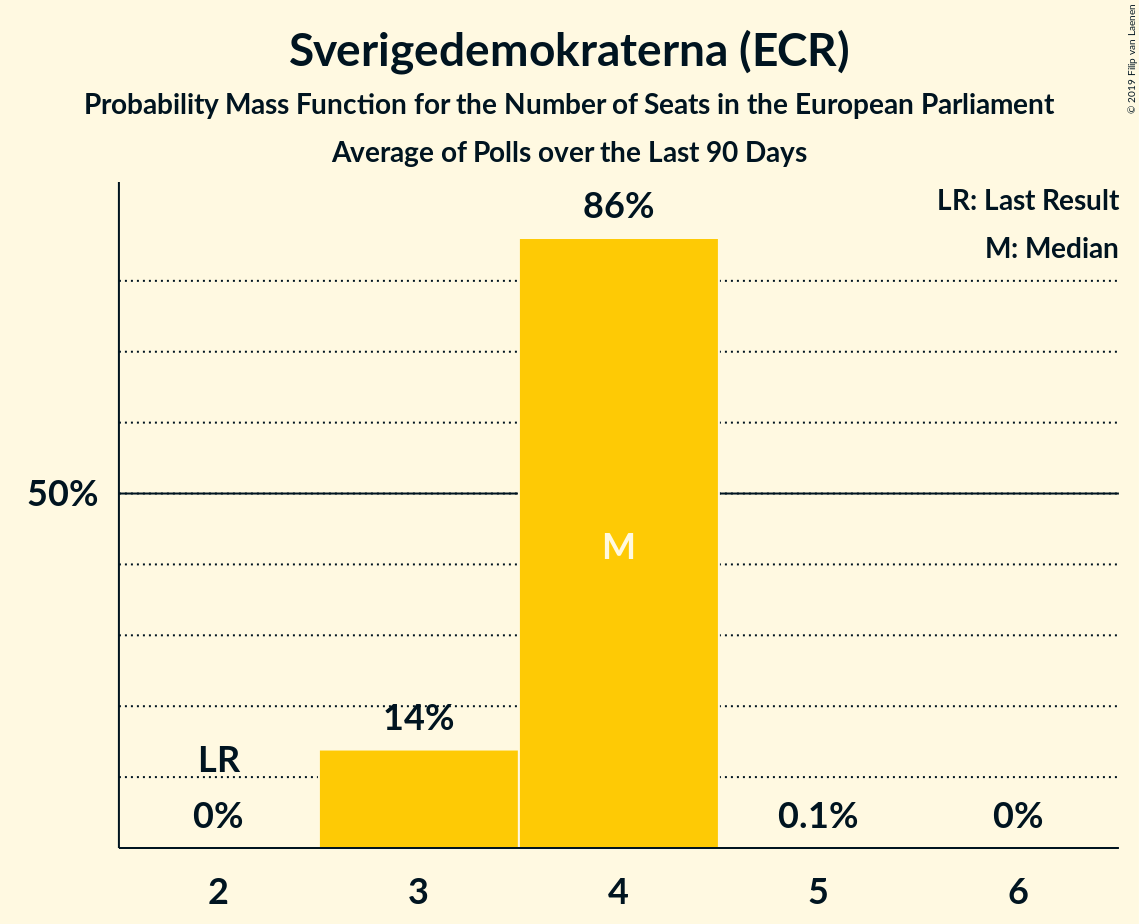 Sverigedemokraterna (ECR)
Probability Mass Function for the Number of Seats in the European Parliament
Average of Polls over the Last 90 Days
© 2019 Filip van Laenen
LR: Last Result
M: Median
86%
50%
M
14%
LR
0%
0.1%
0%
2
3
4
5
6